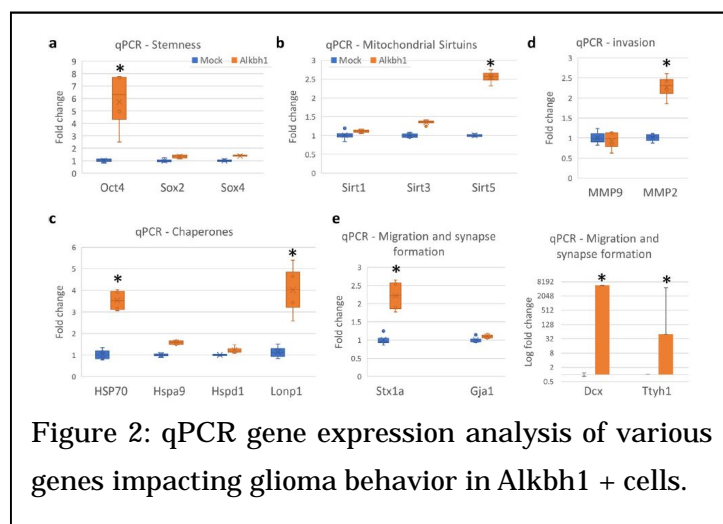 a
qPCR - Stemness
Mock Alkbh1
Fold change
9
8
7
6
5
4
3
2
1
0
*
Oct4 Sox2 Sox4
b
qPCR - Mitochondrial Sirtuins
Mock Alkbh1
Fold change
3
2.5
2
1.5
1
0.5
0
*
Sirt1 Sirt3 Sirt5
d
qPCR - invasion
Fold change
3
2.5
2
1.5
1
0.5
0
*
MMP9 MMP2
c
qPCR - Chaperones
Fold change
6
5
4
3
2
1
0
* *
HSP70 Hspa9 Hspd1 Lonp1
e
qPCR - Migration and synapse
formation
Fold change
3
2.5
2
1.5
1
0.5
0
*
Stx1a Gja1
qPCR - Migration and
synapse formation
Log fold change
8192
2048
512
128
32
8
2
0.5
* *
Dcx Ttyh1
Figure 2: qPCR gene expression analysis of various
genes impacting glioma behavior in Alkbh1 + cells.